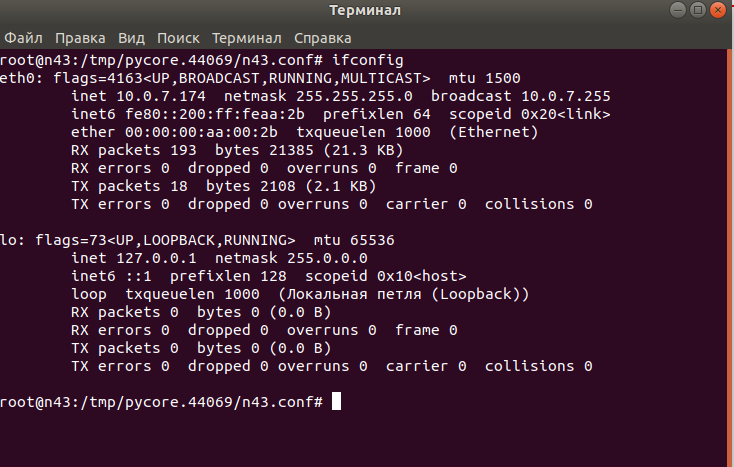 Терминал
Файл Правка Вид Поиск Терминал Справка
root@n43:/tmp/pycore.44069/n43.conf# ifconfig
eth0: flags=4163<UP,BROADCAST,RUNNING,MULTICAST>  mtu 1500
        inet 10.0.7.174  netmask 255.255.255.0  broadcast 10.0.7.255
        inet6 fe80::200:ff:feaa:2b  prefixlen 64  scopeid 0x20<link>
        ether 00:00:00:aa:00:2b  txqueuelen 1000  (Ethernet)
        RX packets 193  bytes 21385 (21.3 KB)
        RX errors 0  dropped 0  overruns 0  frame 0
        TX packets 18  bytes 2108 (2.1 KB)
        TX errors 0  dropped 0 overruns 0  carrier 0  collisions 0

lo: flags=73<UP,LOOPBACK,RUNNING>  mtu 65536
        inet 127.0.0.1  netmask 255.0.0.0
        inet6 ::1  prefixlen 128  scopeid 0x10<host>
        loop  txqueuelen 1000  (Локальная петля (Loopback))
        RX packets 0  bytes 0 (0.0 B)
        RX errors 0  dropped 0  overruns 0  frame 0
        TX packets 0  bytes 0 (0.0 B)
        TX errors 0  dropped 0 overruns 0  carrier 0  collisions 0

root@n43:/tmp/pycore.44069/n43.conf#